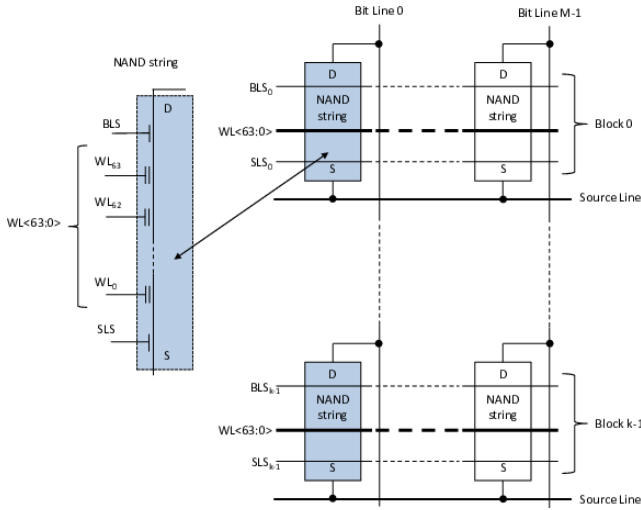 Bit Line 0
Bit Line M-1
NAND string
D
BLS
WL63
WL62
WL<63:0>
WL0
SLS
S
D
D
BLS0
NAND string
NAND string
Block 0
WL<63:0>
SLS0
S
S
Source Line
D
D
BLSk-1
NAND string
NAND string
Block k-1
WL<63:0>
SLSk-1
S
S
Source Line